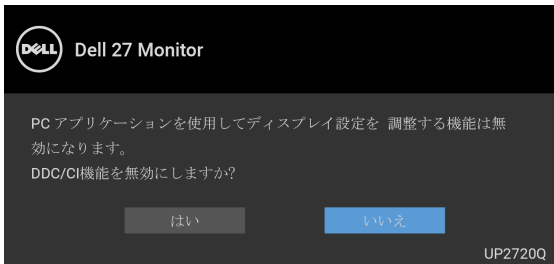 DELL
Dell 27 Monitor
PC アプリケーションを使用してディスプレイ設定を 調整する機能は無
効になります。
DDC/CI機能を無効にしますか?
はい
いいえ
UP2720Q